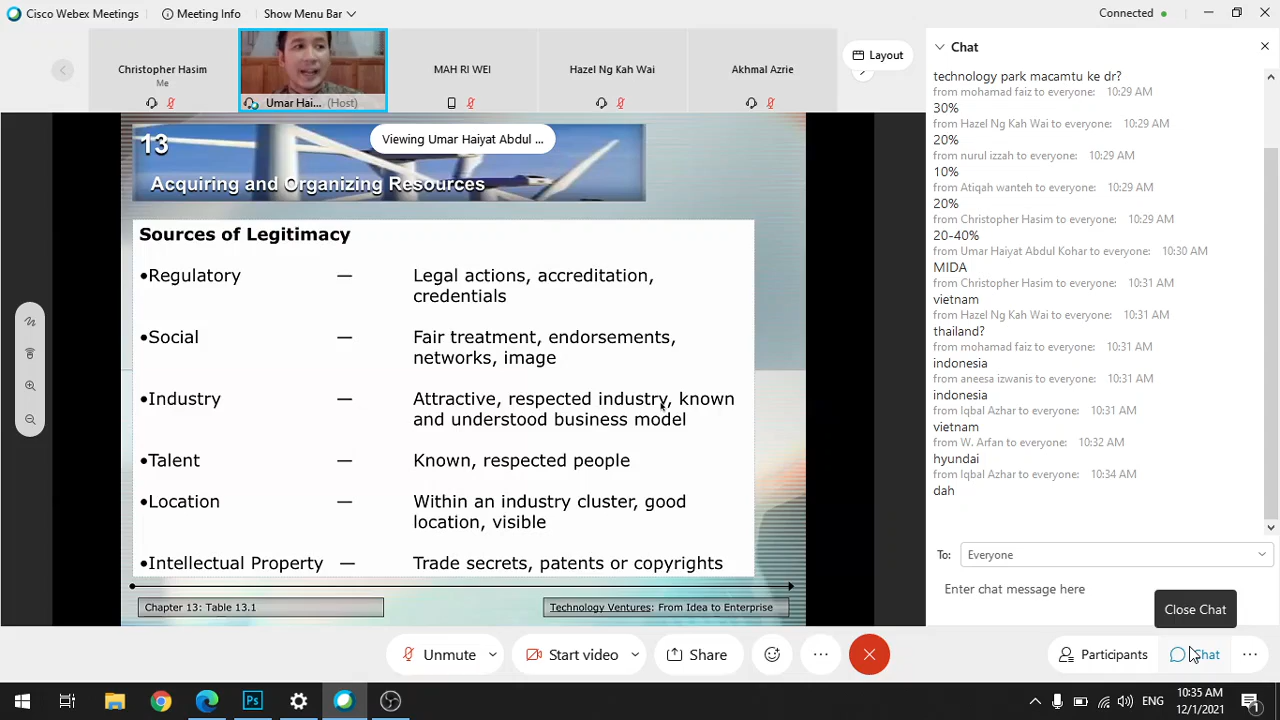 Cisco Webex Meetings
Meeting Info
Show Menu Bar
Connected
Christopher Hasim
Me
Umar Hai... (Host)
MAH RI WEI
Hazel Ng Kah Wai
Akhmal Azrie
Layout
Viewing Umar Haiyat Abdul ...
13
Acquiring and Organizing Resources
Sources of Legitimacy
•Regulatory — Legal actions, accreditation,
credentials
•Social — Fair treatment, endorsements,
networks, image
•Industry — Attractive, respected industry, known
and understood business model
•Talent — Known, respected people
•Location — Within an industry cluster, good
location, visible
•Intellectual Property — Trade secrets, patents or copyrights
Chapter 13: Table 13.1
Technology Ventures: From Idea to Enterprise
Chat
technology park macamtu ke dr?
from mohamad faiz to everyone: 10:29 AM
30%
from Hazel Ng Kah Wai to everyone: 10:29 AM
20%
from nurul izzah to everyone: 10:29 AM
10%
from Atiqah wanteh to everyone: 10:29 AM
20%
from Christopher Hasim to everyone: 10:29 AM
20-40%
from Umar Haiyat Abdul Kohar to everyone: 10:30 AM
MIDA
from Christopher Hasim to everyone: 10:31 AM
vietnam
from Hazel Ng Kah Wai to everyone: 10:31 AM
thailand?
from mohamad faiz to everyone: 10:31 AM
indonesia
from aneesa izwanis to everyone: 10:31 AM
indonesia
from Iqbal Azhar to everyone: 10:31 AM
vietnam
from W. Arfan to everyone: 10:32 AM
hyundai
from Iqbal Azhar to everyone: 10:34 AM
dah
To: Everyone
Enter chat message here
Close Chat
Unmute
Start video
Share
Participants
Chat
Ps
ENG
10:35 AM
12/1/2021
1